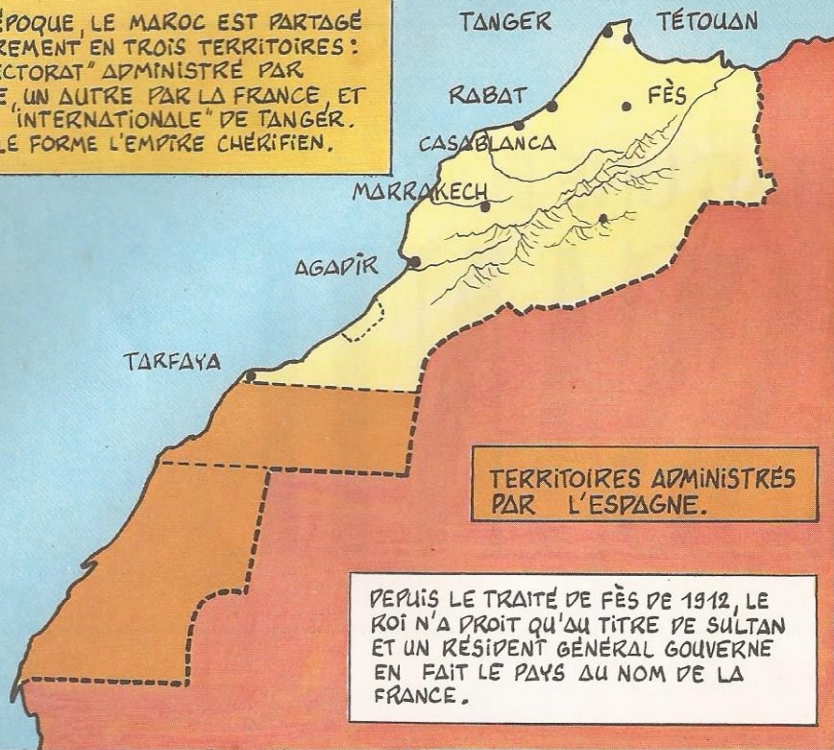 ÉPOQUE, LE MAROC EST PARTAGÉ
EN TROIS TERRITOIRES :
ADMINISTRÉ PAR
UN AUTRE PAR LA FRANCE, ET
"INTERNATIONALE" DE TANGER.
FORME L'EMPIRE CHÉRIFIEN.
TANGER TÉTOUAN
RABAT FÈS
CASABLANCA
MARRAKECH
AGADIR
TARFAYA
TERRITOIRES ADMINISTRÉS
PAR L'ESPAGNE.
DEPUIS LE TRAITÉ DE FÈS DE 1912, LE
ROI N'A DROIT QU'AU TITRE DE SULTAN
ET UN RÉSIDENT GÉNÉRAL GOUVERNE
EN FAIT LE PAYS AU NOM DE LA
FRANCE.